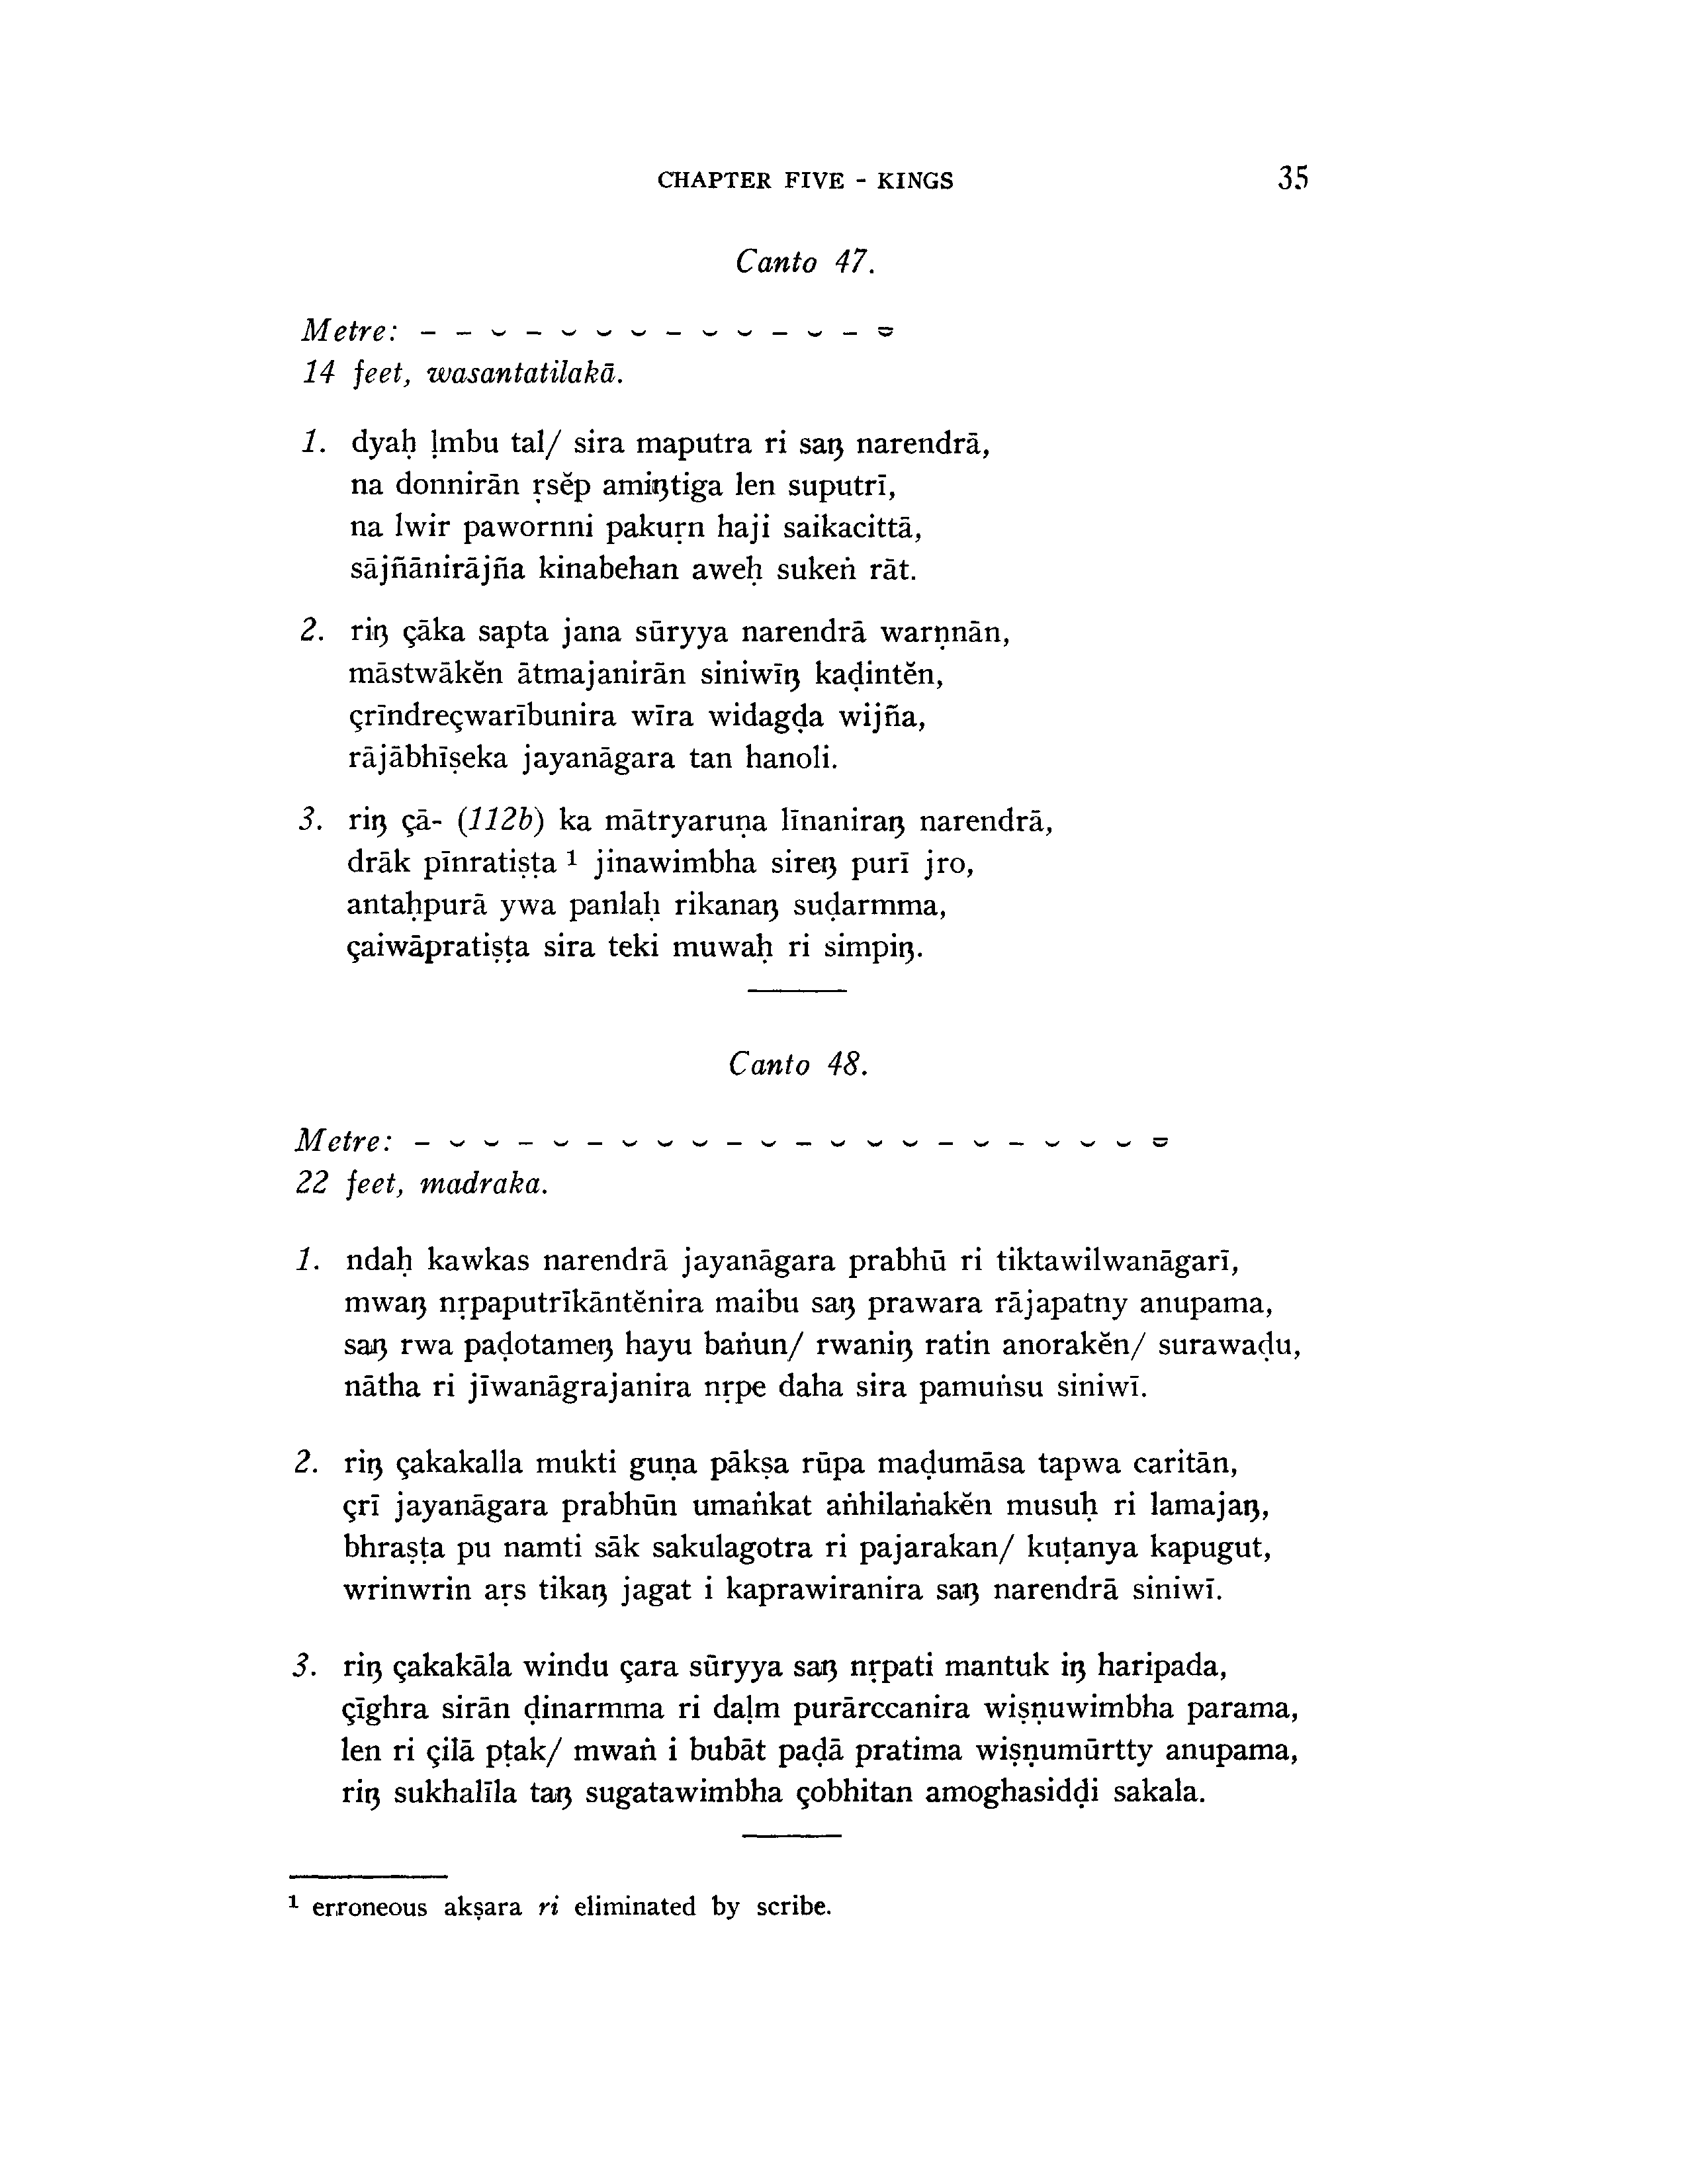 CHAPTER FIVE - KINGS 35
Canto 47.
Metre: – – ⏑ – ⏑ ⏑ ⏑ – ⏑ ⏑ – ⏑ – ⏓
14 feet, wasantatilakā.
1. dyaḥ ḷmbu tal/ sira maputra ri saŋ narendrā,
na donnirān ṛsĕp amiŋtiga len suputrī,
na lwir pawornni pakuṛn haji saikacittā,
sājñānirājña kinabehan aweḥ sukeṅ rāt.
2. riŋ çāka sapta jana sūryya narendrā warṇnān,
māstwākĕn ātmajanirān siniwīŋ kaḍintĕn,
çrīndreçwarībunira wīra widagḍa wijña,
rājābhīṣeka jayanāgara tan hanoli.
3. riŋ çā- (112b) ka mātryaruṇa līnaniraŋ narendrā,
drāk pīnratiṣṭa ¹ jinawimbha sireŋ purī jro,
antaḥpurā ywa panlaḥ rikanaŋ suḍarmma,
çaiwāpratiṣṭa sira teki muwaḥ ri simpiŋ.
Canto 48.
Metre: – ⏑ ⏑ – ⏑ – ⏑ ⏑ ⏑ – ⏑ – ⏑ ⏑ ⏑ – ⏑ – ⏑ ⏑ ⏑ ⏓
22 feet, madraka.
1. ndaḥ kawkas narendrā jayanāgara prabhū ri tiktawilwanāgarī,
mwaŋ nṛpaputrīkāntĕnira maibu saŋ prawara rājapatny anupama,
saŋ rwa paḍotameŋ hayu baṅun/ rwaniŋ ratin anorakĕn/ surawaḍu,
nātha ri jīwanāgrajanira nṛpe daha sira pamuṅsu siniwī.
2. riŋ çakakalla mukti guṇa pākṣa rūpa maḍumāsa tapwa caritān,
çrī jayanāgara prabhūn umaṅkat aṅhilaṅakĕn musuḥ ri lamajaŋ,
bhraṣṭa pu namti sāk sakulagotra ri pajarakan/ kuṭanya kapugut,
wrinwrin aṛs tikaŋ jagat i kaprawiranira saŋ narendrā siniwī.
3. riŋ çakakāla windu çara sūryya saŋ nṛpati mantuk iŋ haripada,
çīghra sirān ḍinarmma ri daḷm purārccanira wiṣṇuwimbha parama,
len ri çilā pṭak/ mwaṅ i bubāt paḍā pratima wiṣṇumūrtty anupama,
riŋ sukhalīla taŋ sugatawimbha çobhitan amoghasidḍi sakala.
¹ erroneous akṣara ri eliminated by scribe.